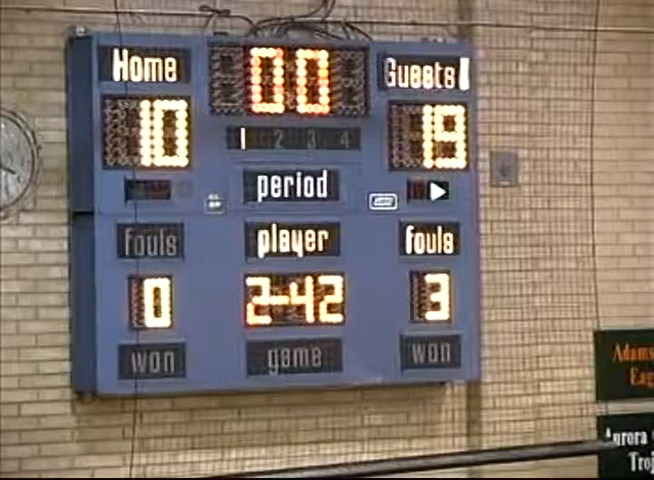 Home 00 Guests
10 1 2 3 4 19
period
fouls player fouls
0 2-42 3
won game won
Adams
Eag
Aurora
Troj